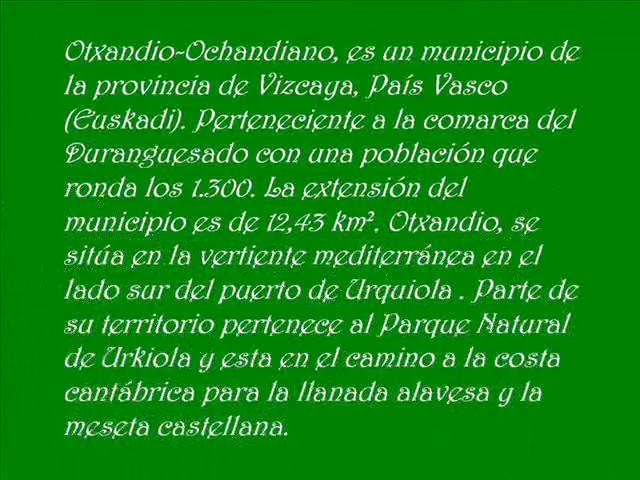 Otxandio-Ochandiano, es un municipio de
la provincia de Vizcaya, País Vasco
(Euskadi). Perteneciente a la comarca del
Duranguesado con una población que
ronda los 1.300. La extensión del
municipio es de 12,43 km². Otxandio, se
sitúa en la vertiente mediterránea en el
lado sur del puerto de Urquiola . Parte de
su territorio pertenece al Parque Natural
de Urkiola y esta en el camino a la costa
cantábrica para la llanada alavesa y la
meseta castellana.